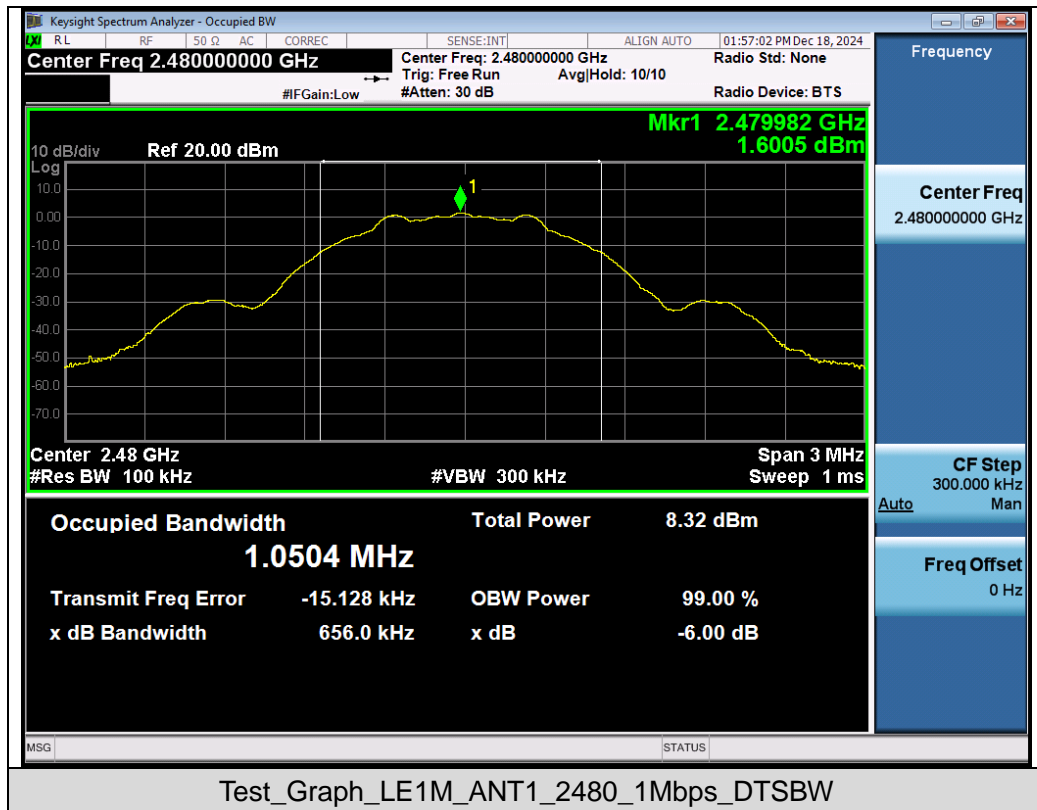 Keysight Spectrum Analyzer - Occupied BW
LXI RL RF 50 Ω AC CORREC SENSE:INT ALIGN AUTO 01:57:02 PM Dec 18, 2024
Center Freq 2.480000000 GHz
Center Freq: 2.480000000 GHz Radio Std: None
Trig: Free Run Avg|Hold: 10/10
#IFGain:Low #Atten: 30 dB Radio Device: BTS
Mkr1 2.479982 GHz
1.6005 dBm
10 dB/div Ref 20.00 dBm
Log
10.0
0.00
-10.0
-20.0
-30.0
-40.0
-50.0
-60.0
-70.0
1
Center 2.48 GHz Span 3 MHz
#Res BW 100 kHz #VBW 300 kHz Sweep 1 ms
Occupied Bandwidth Total Power 8.32 dBm
1.0504 MHz
Transmit Freq Error -15.128 kHz OBW Power 99.00 %
x dB Bandwidth 656.0 kHz x dB -6.00 dB
MSG STATUS
Frequency
Center Freq
2.480000000 GHz
CF Step
300.000 kHz
Auto Man
Freq Offset
0 Hz
Test_Graph_LE1M_ANT1_2480_1Mbps_DTSBW